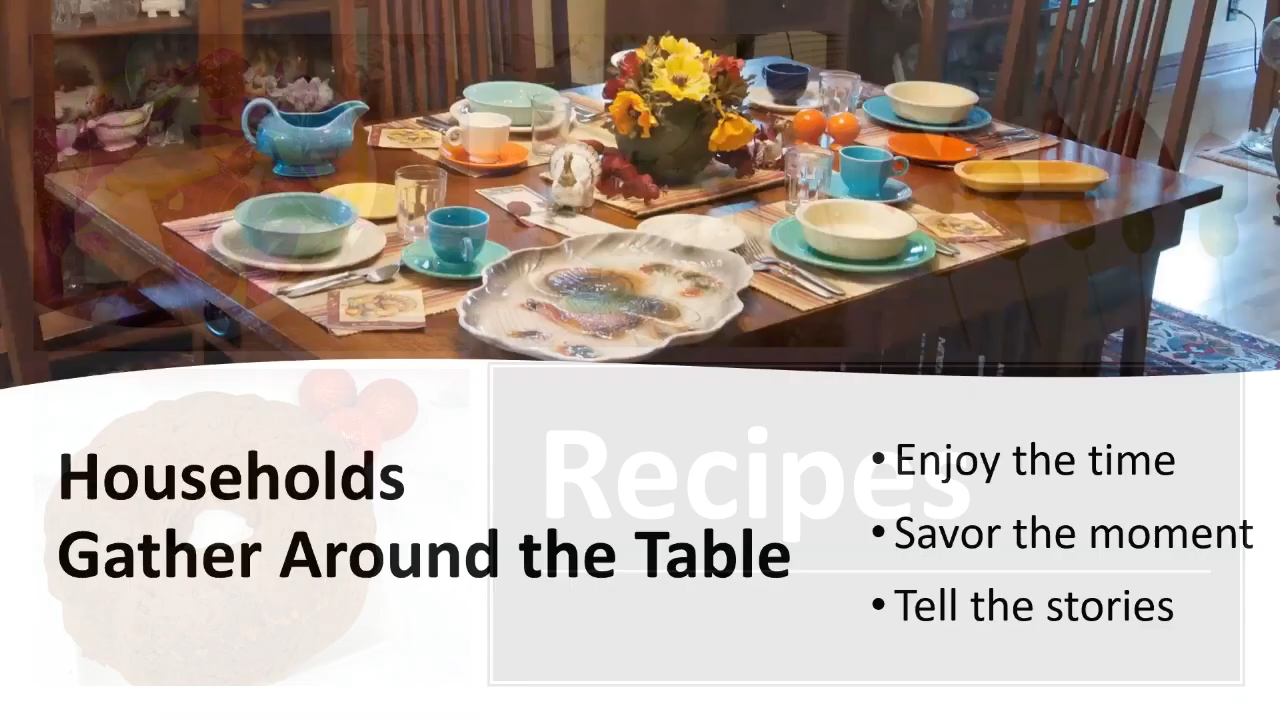 Households
Gather Around the Table
Recipes
• Enjoy the time
• Savor the moment
• Tell the stories